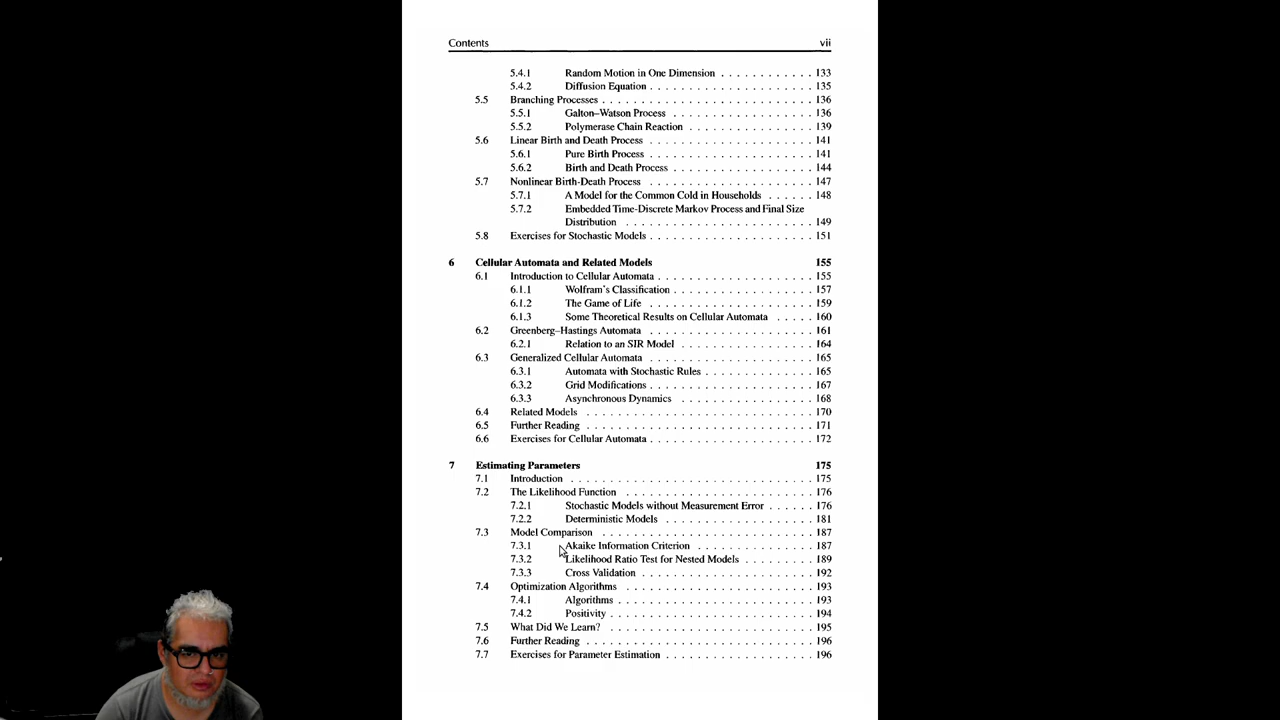 Contents vii
5.4.1 Random Motion in One Dimension . . . . . . . . . . . . 133
5.4.2 Diffusion Equation . . . . . . . . . . . . . . . . . . . . . 135
5.5 Branching Processes . . . . . . . . . . . . . . . . . . . . . . . . . 136
5.5.1 Galton–Watson Process . . . . . . . . . . . . . . . . . . 136
5.5.2 Polymerase Chain Reaction . . . . . . . . . . . . . . . . 139
5.6 Linear Birth and Death Process . . . . . . . . . . . . . . . . . . . 141
5.6.1 Pure Birth Process . . . . . . . . . . . . . . . . . . . . . 141
5.6.2 Birth and Death Process . . . . . . . . . . . . . . . . . . 144
5.7 Nonlinear Birth-Death Process . . . . . . . . . . . . . . . . . . . 147
5.7.1 A Model for the Common Cold in Households . . . . . . 148
5.7.2 Embedded Time-Discrete Markov Process and Final Size
Distribution . . . . . . . . . . . . . . . . . . . . . . . . 149
5.8 Exercises for Stochastic Models . . . . . . . . . . . . . . . . . . . 151
6 Cellular Automata and Related Models 155
6.1 Introduction to Cellular Automata . . . . . . . . . . . . . . . . . . 155
6.1.1 Wolfram's Classification . . . . . . . . . . . . . . . . . . 157
6.1.2 The Game of Life . . . . . . . . . . . . . . . . . . . . . 159
6.1.3 Some Theoretical Results on Cellular Automata . . . . . 160
6.2 Greenberg–Hastings Automata . . . . . . . . . . . . . . . . . . . 161
6.2.1 Relation to an SIR Model . . . . . . . . . . . . . . . . . 164
6.3 Generalized Cellular Automata . . . . . . . . . . . . . . . . . . . 165
6.3.1 Automata with Stochastic Rules . . . . . . . . . . . . . . 165
6.3.2 Grid Modifications . . . . . . . . . . . . . . . . . . . . . 167
6.3.3 Asynchronous Dynamics . . . . . . . . . . . . . . . . . 168
6.4 Related Models . . . . . . . . . . . . . . . . . . . . . . . . . . . 170
6.5 Further Reading . . . . . . . . . . . . . . . . . . . . . . . . . . . 171
6.6 Exercises for Cellular Automata . . . . . . . . . . . . . . . . . . . 172
7 Estimating Parameters 175
7.1 Introduction . . . . . . . . . . . . . . . . . . . . . . . . . . . . . 175
7.2 The Likelihood Function . . . . . . . . . . . . . . . . . . . . . . 176
7.2.1 Stochastic Models without Measurement Error . . . . . . 176
7.2.2 Deterministic Models . . . . . . . . . . . . . . . . . . . 181
7.3 Model Comparison . . . . . . . . . . . . . . . . . . . . . . . . . 187
7.3.1 Akaike Information Criterion . . . . . . . . . . . . . . . 187
7.3.2 Likelihood Ratio Test for Nested Models . . . . . . . . . 189
7.3.3 Cross Validation . . . . . . . . . . . . . . . . . . . . . . 192
7.4 Optimization Algorithms . . . . . . . . . . . . . . . . . . . . . . 193
7.4.1 Algorithms . . . . . . . . . . . . . . . . . . . . . . . . . 193
7.4.2 Positivity . . . . . . . . . . . . . . . . . . . . . . . . . . 194
7.5 What Did We Learn? . . . . . . . . . . . . . . . . . . . . . . . . 195
7.6 Further Reading . . . . . . . . . . . . . . . . . . . . . . . . . . . 196
7.7 Exercises for Parameter Estimation . . . . . . . . . . . . . . . . . 196